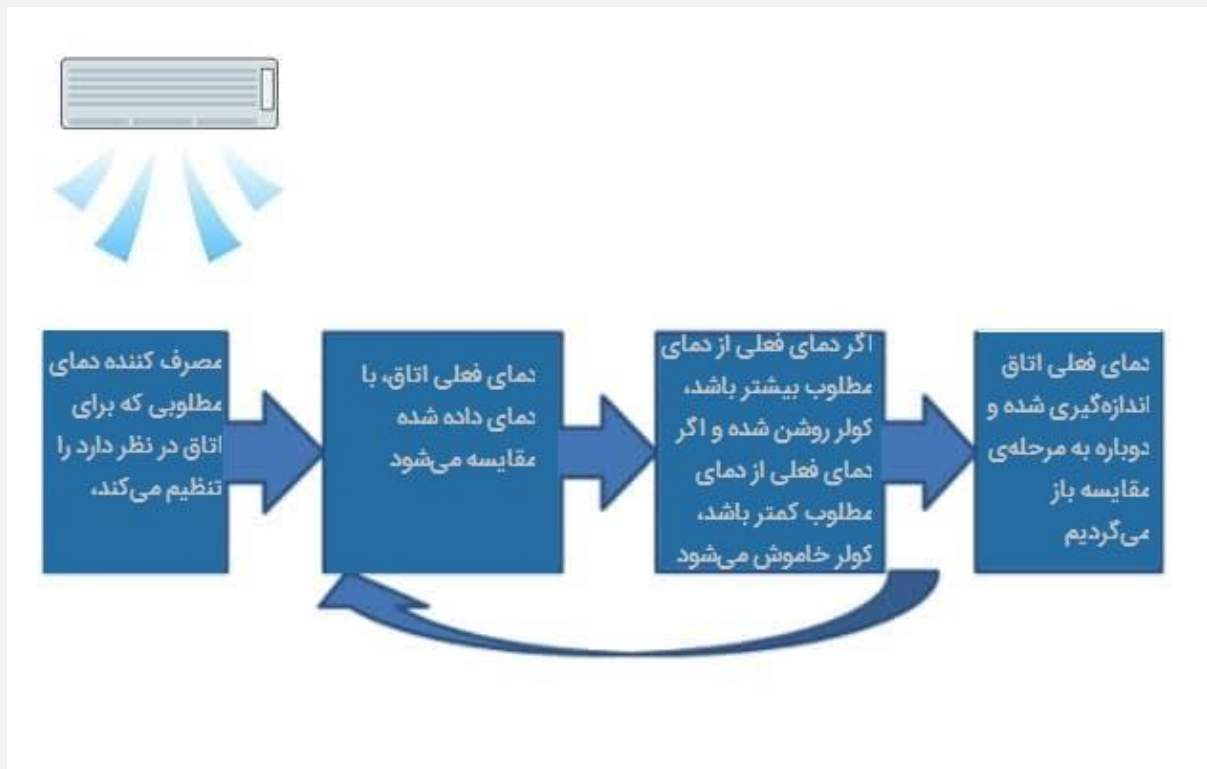 مصرف کننده دمای
مطلوبی که برای
اتاق در نظر دارد را
تنظیم می‌کند،
دمای فعلی اتاق، با
دمای داده شده
مقایسه می‌شود
اگر دمای فعلی از دمای
مطلوب بیشتر باشد،
کولر روشن شده و اگر
دمای فعلی از دمای
مطلوب کمتر باشد،
کولر خاموش می‌شود
دمای فعلی اتاق
اندازه‌گیری شده و
دوباره به مرحله‌ی
مقایسه باز
می‌گردیم